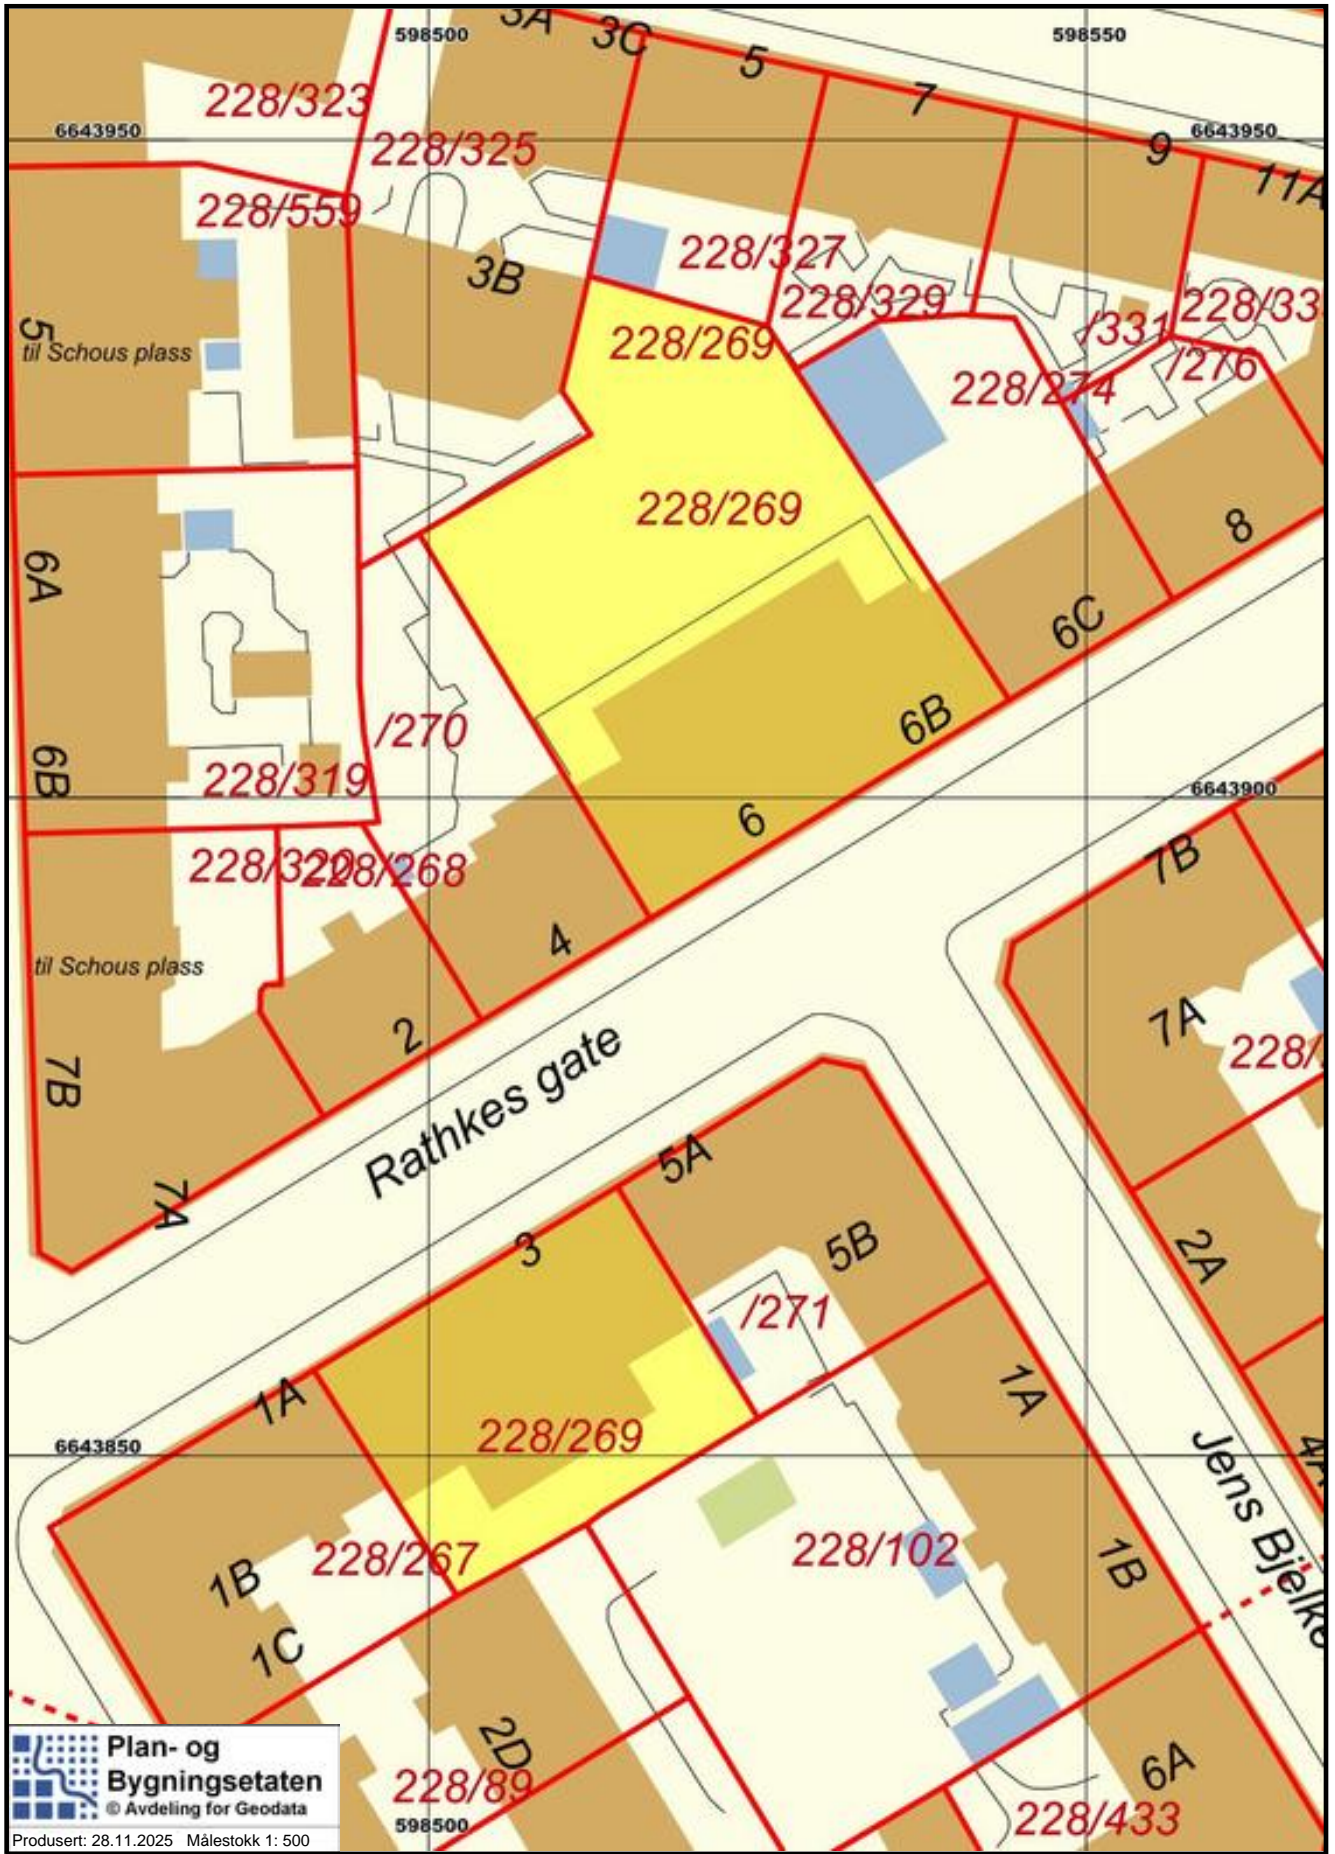 3A
3C
598500
598550
5
7
228/323
6643950
228/325
9
6643950
11A
228/559
228/327
3B
228/329
228/33
/331
5
til Schous plass
228/269
/276
228/274
228/269
8
6A
6C
6B
/270
6B
228/319
6643900
6
7B
228/320
228/268
4
til Schous plass
7A
2
228/
7B
Rathkes gate
5A
7A
3
5B
2A
/271
1A
1A
228/269
6643850
4A
Jens Bjelke
228/102
228/267
1B
1B
1C
2D
Plan- og
Bygningsetaten
© Avdeling for Geodata
Produsert: 28.11.2025 Målestokk 1: 500
228/89
6A
598500
228/433